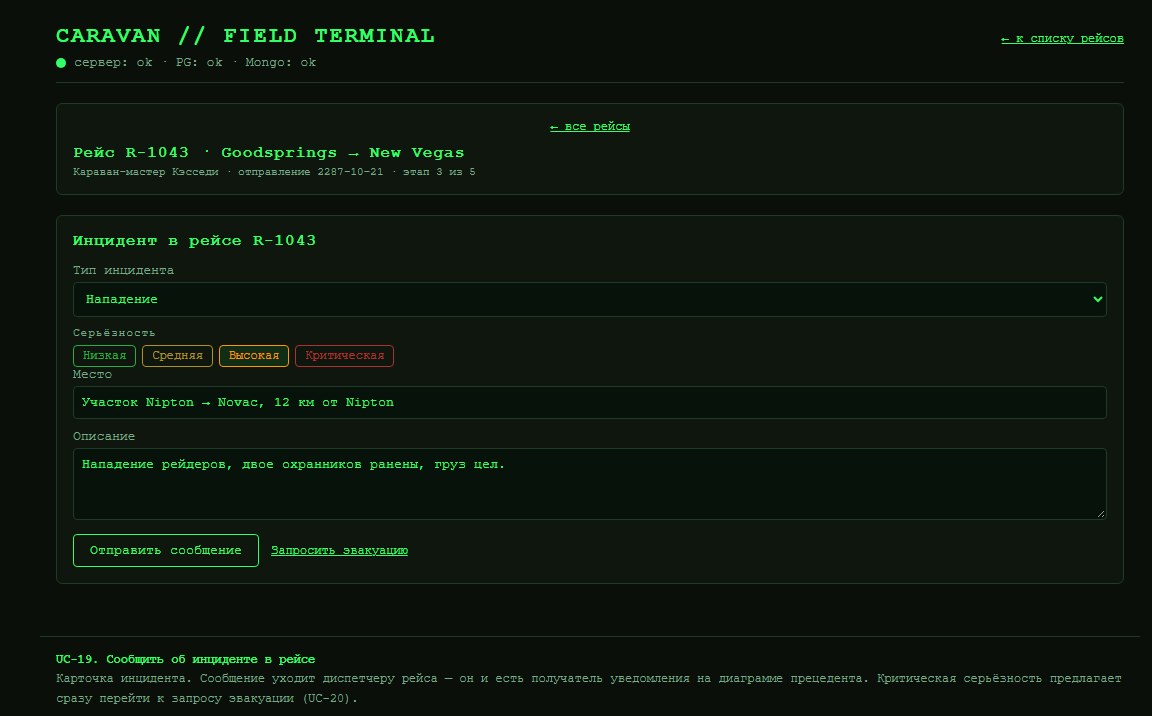 CARAVAN // FIELD TERMINAL
← к списку рейсов
сервер: ok · PG: ok · Mongo: ok
← все рейсы
Рейс R-1043 · Goodsprings → New Vegas
Караван-мастер Кэсседи · отправление 2287-10-21 · этап 3 из 5
Инцидент в рейсе R-1043
Тип инцидента
Нападение
Серьёзность
Низкая Средняя Высокая Критическая
Место
Участок Nipton → Novac, 12 км от Nipton
Описание
Нападение рейдеров, двое охранников ранены, груз цел.
Отправить сообщение Запросить эвакуацию
UC-19. Сообщить об инциденте в рейсе
Карточка инцидента. Сообщение уходит диспетчеру рейса — он и есть получатель уведомления на диаграмме прецедента. Критическая серьёзность предлагает
сразу перейти к запросу эвакуации (UC-20).